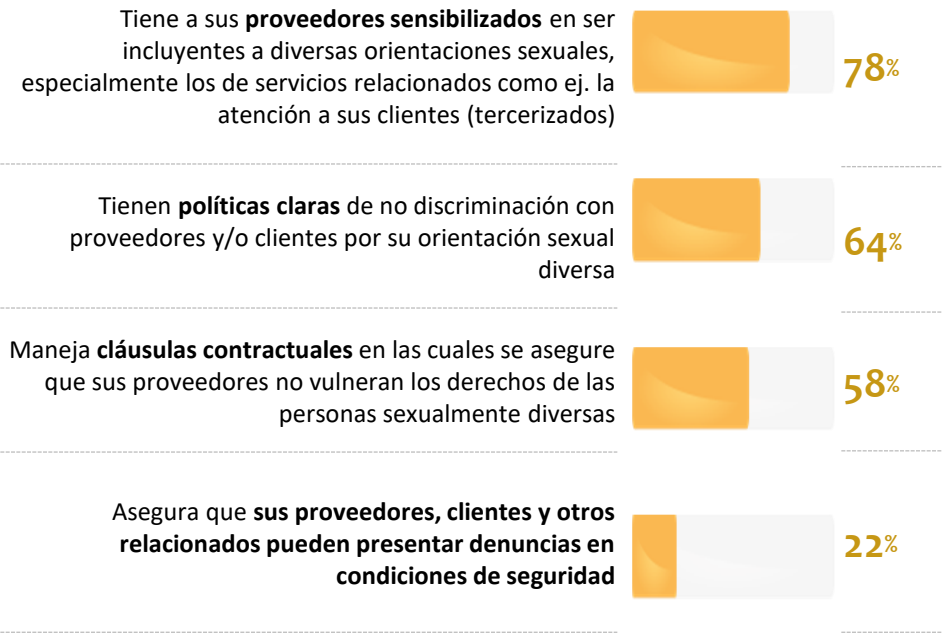 Tiene a sus proveedores sensibilizados en ser
incluyentes a diversas orientaciones sexuales,
especialmente los de servicios relacionados como ej. la
atención a sus clientes (tercerizados)
78%
Tienen políticas claras de no discriminación con
proveedores y/o clientes por su orientación sexual
diversa
64%
Maneja cláusulas contractuales en las cuales se asegure
que sus proveedores no vulneran los derechos de las
personas sexualmente diversas
58%
Asegura que sus proveedores, clientes y otros
relacionados pueden presentar denuncias en
condiciones de seguridad
22%